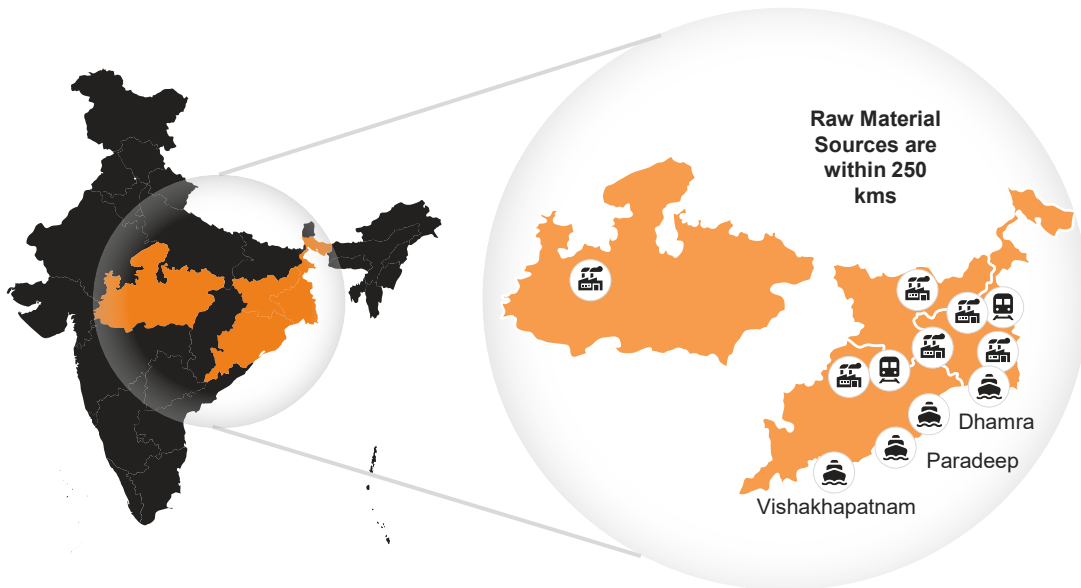 Raw Material
Sources are
within 250
kms
Dhamra
Paradeep
Vishakhapatnam